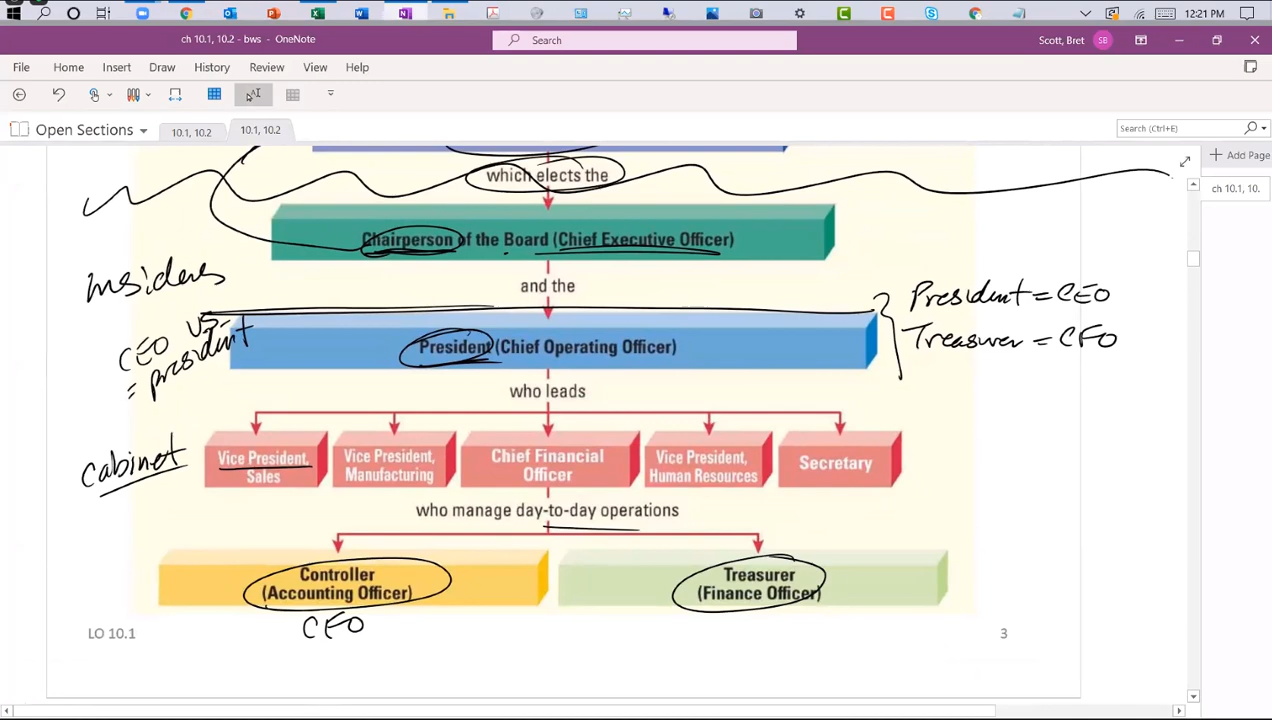 12:21 PM
ch 10.1, 10.2 - bws - OneNote
Search
Scott, Bret
SB
File Home Insert Draw History Review View Help
Open Sections
10.1, 10.2
10.1, 10.2
Search (Ctrl+E)
Add Page
ch 10.1, 10.
which elects the
Chairperson of the Board (Chief Executive Officer)
Insiders
and the
President = CEO
Treasurer = CFO
CEO vs
= president
President (Chief Operating Officer)
who leads
Cabinet
Vice President,
Sales
Vice President,
Manufacturing
Chief Financial
Officer
Vice President,
Human Resources
Secretary
who manage day-to-day operations
Controller
(Accounting Officer)
Treasurer
(Finance Officer)
CFO
LO 10.1
3